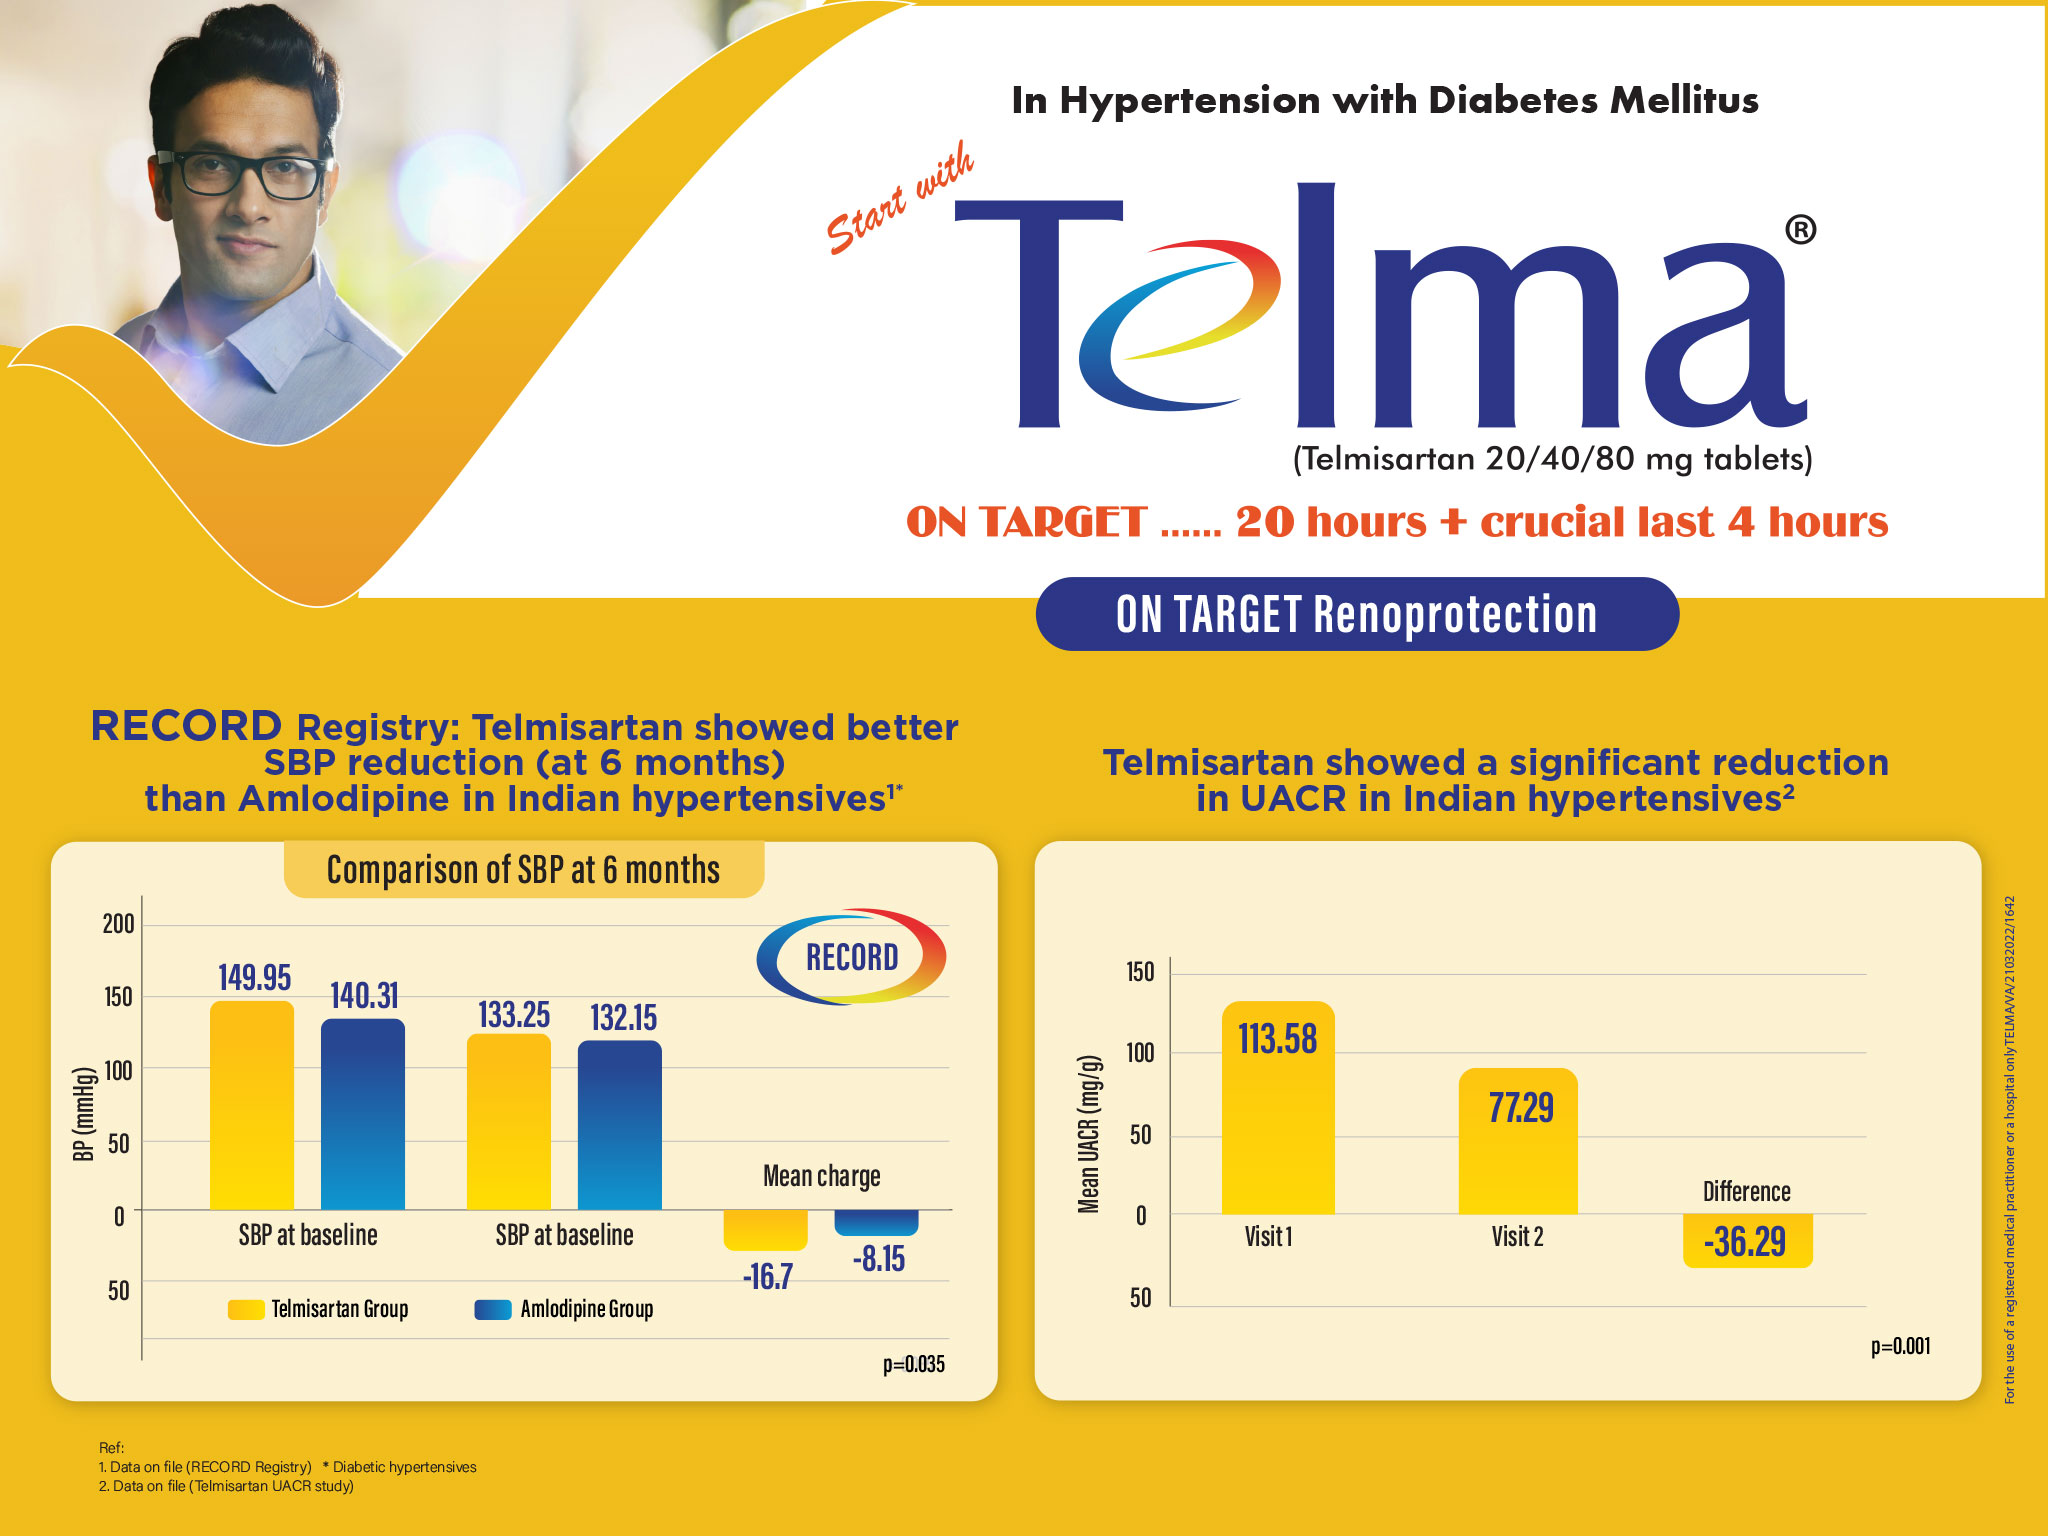 In Hypertension with Diabetes Mellitus
Start with
Telma®
(Telmisartan 20/40/80 mg tablets)
ON TARGET ...... 20 hours + crucial last 4 hours
ON TARGET Renoprotection
RECORD Registry: Telmisartan showed better
SBP reduction (at 6 months)
than Amlodipine in Indian hypertensives1*
Comparison of SBP at 6 months
RECORD
BP (mmHg)
200
150
100
50
0
50
149.95
140.31
133.25
132.15
Mean charge
-16.7
-8.15
SBP at baseline
SBP at baseline
Telmisartan Group
Amlodipine Group
p=0.035
Telmisartan showed a significant reduction
in UACR in Indian hypertensives2
Mean UACR (mg/g)
150
100
50
0
50
113.58
77.29
Difference
-36.29
Visit 1
Visit 2
p=0.001
For the use of a registered medical practitioner or a hospital only TELMA/VA/21032022/1642
Ref:
1. Data on file (RECORD Registry) * Diabetic hypertensives
2. Data on file (Telmisartan UACR study)